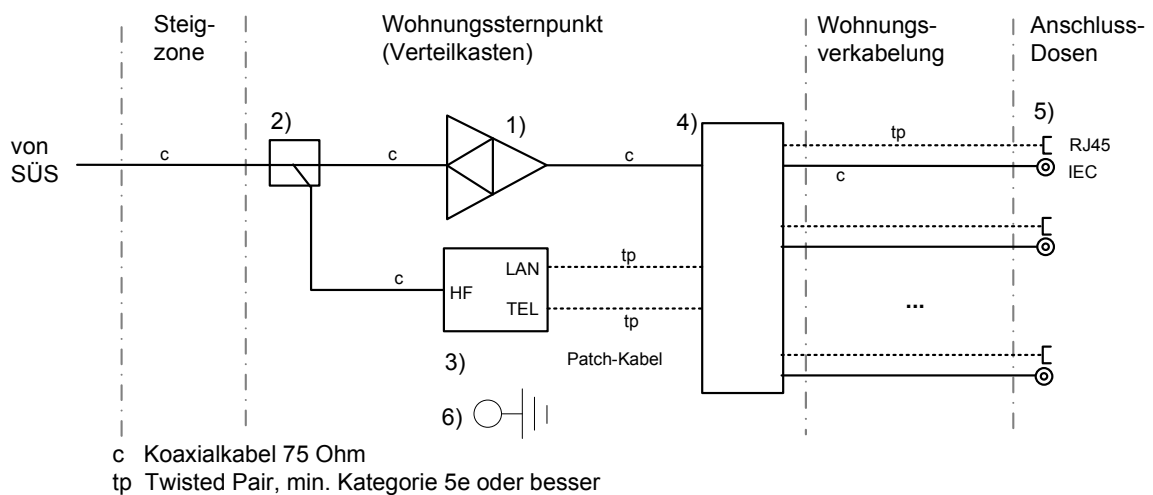 Steig-
zone
Wohnungssternpunkt
(Verteilkasten)
Wohnungs-
verkabelung
Anschluss-
Dosen
von
SÜS
c
2)
c
1)
c
4)
tp
c
5)
RJ45
IEC
c
HF
LAN
TEL
tp
tp
...
3)
Patch-Kabel
6)
c Koaxialkabel 75 Ohm
tp Twisted Pair, min. Kategorie 5e oder besser